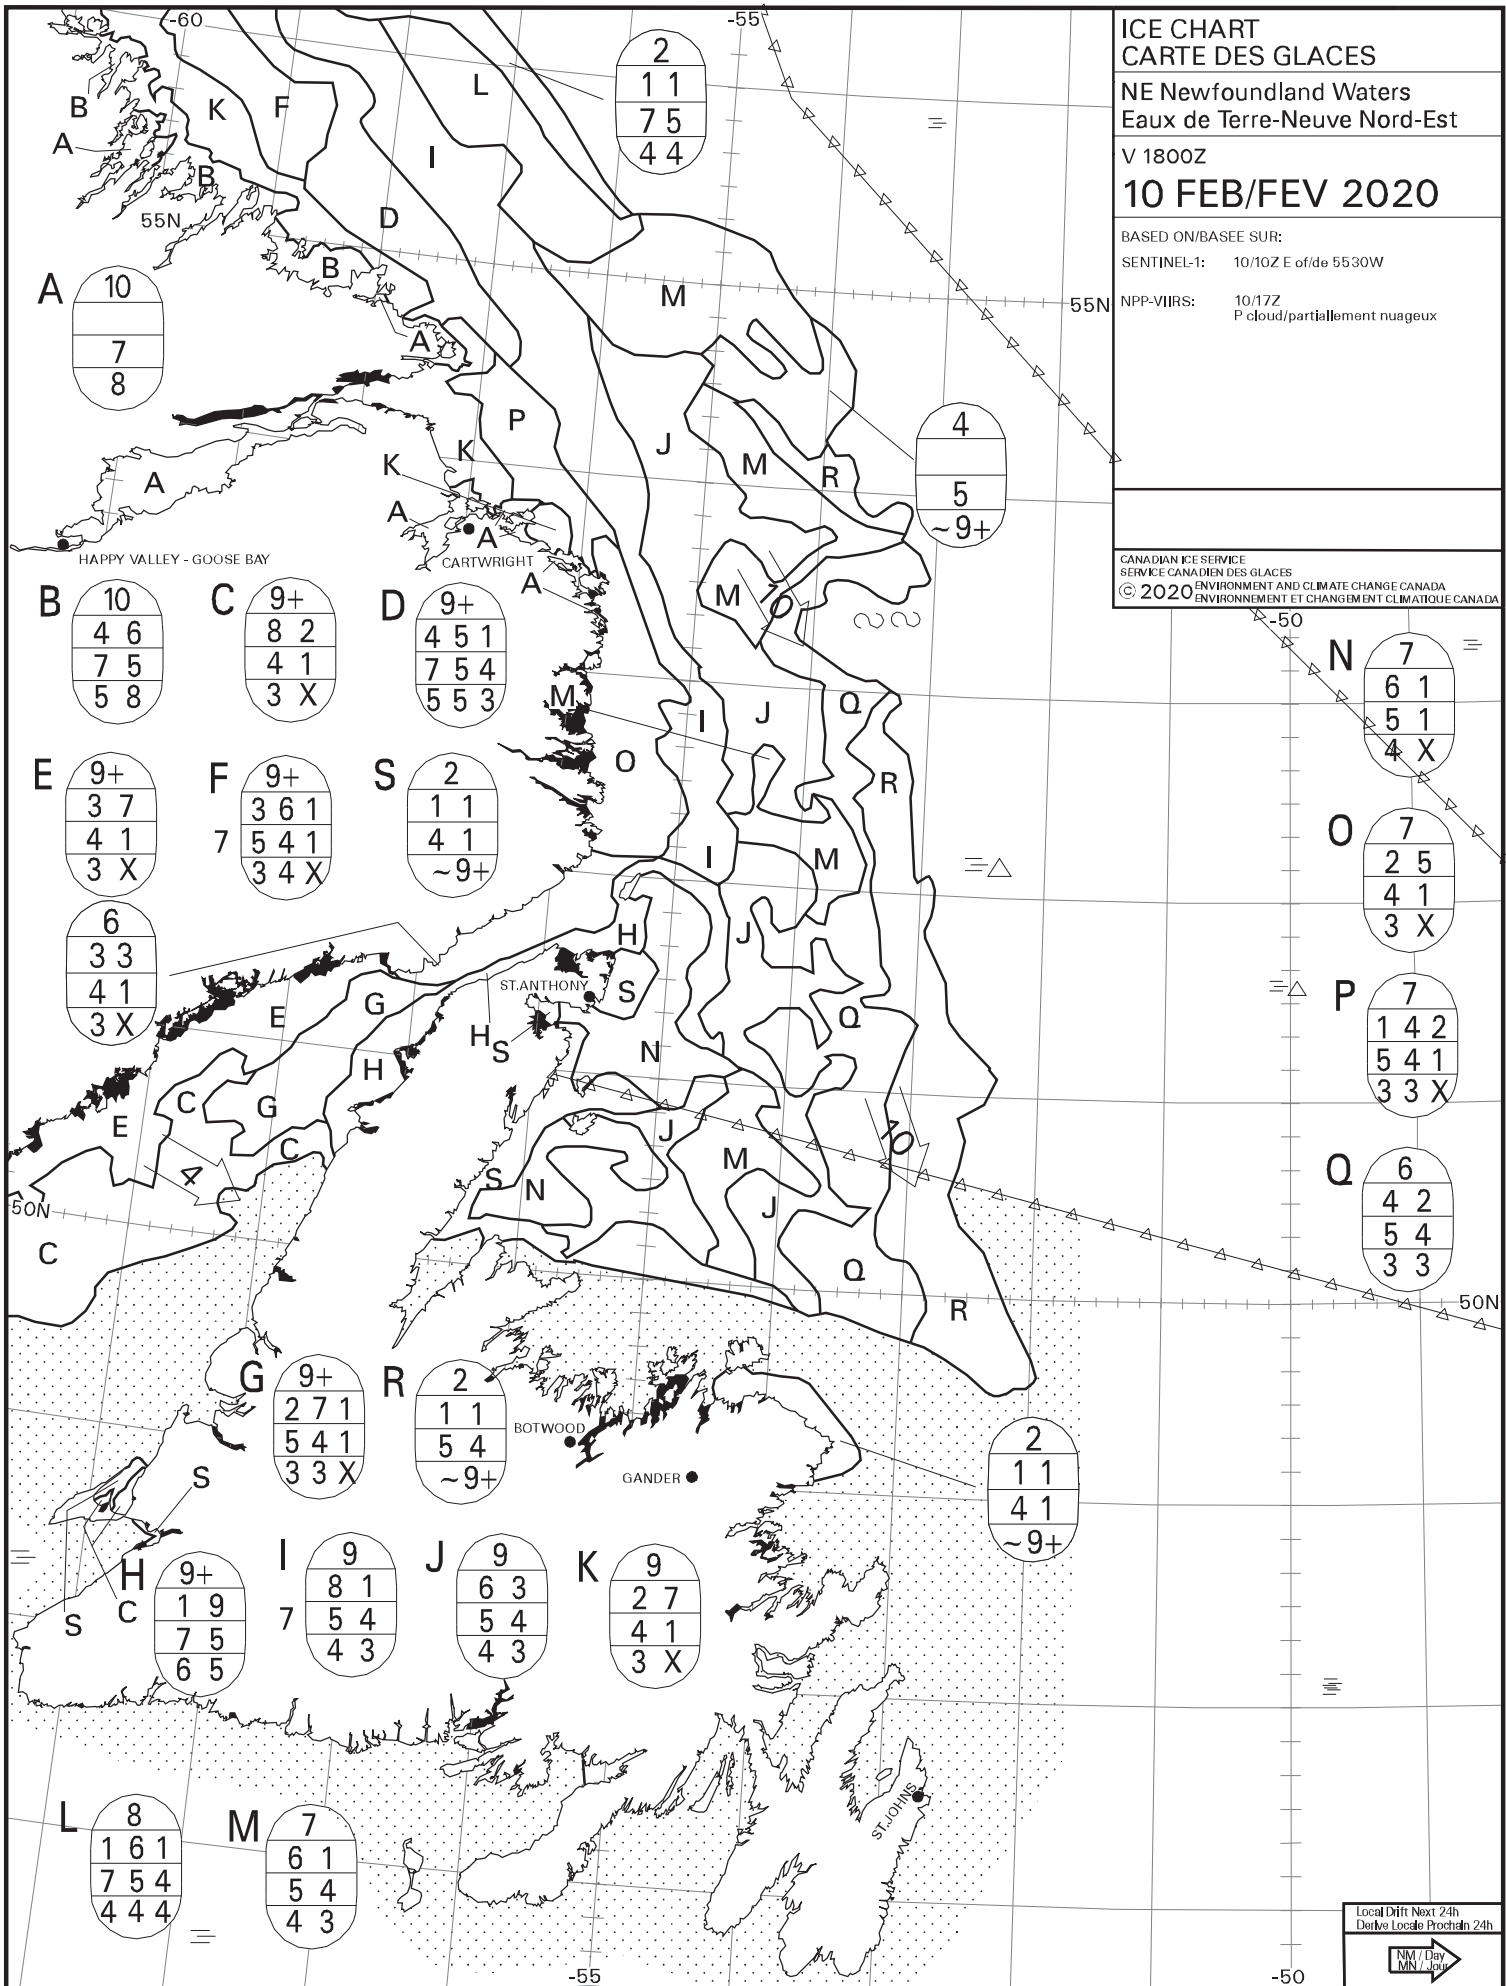 ICE CHART
CARTE DES GLACES
NE Newfoundland Waters
Eaux de Terre-Neuve Nord-Est
V 1800Z
10 FEB/FEV 2020
BASED ON/BASEE SUR:
SENTINEL-1: 10/10Z E of/de 5530W
NPP-VIIRS: 10/17Z
P cloud/partiallement nuageux
CANADIAN ICE SERVICE
SERVICE CANADIEN DES GLACES
© 2020 ENVIRONMENT AND CLIMATE CHANGE CANADA
ENVIRONNEMENT ET CHANGEMENT CLIMATIQUE CANADA
-60
-55
2
1 1
7 5
4 4
B
K
F
L
A
I
B
D
55N
B
M
55N
A
10
7
8
A
P
J
K
M
R
4
5
~9+
K
A
A
A
HAPPY VALLEY - GOOSE BAY
CARTWRIGHT
A
M
10
B
10
4 6
7 5
5 8
C
9+
8 2
4 1
3 X
D
9+
4 5 1
7 5 4
5 5 3
-50
N
7
6 1
5 1
4 X
M
I
J
Q
O
R
E
9+
3 7
4 1
3 X
F
9+
3 6 1
7 5 4 1
3 4 X
S
2
1 1
4 1
~9+
O
7
2 5
4 1
3 X
I
M
6
3 3
4 1
3 X
H
J
ST.ANTHONY
S
E
G
Q
H
S
N
P
7
1 4 2
5 4 1
3 3 X
H
C
G
E
C
J
10
4
M
S
N
J
Q
6
4 2
5 4
3 3
50N
C
Q
R
50N
G
9+
2 7 1
5 4 1
3 3 X
R
2
1 1
5 4
~9+
BOTWOOD
GANDER
2
1 1
4 1
~9+
S
S
C
H
9+
1 9
7 5
6 5
I
9
8 1
7 5 4
4 3
J
9
6 3
5 4
4 3
K
9
2 7
4 1
3 X
ST.JOHNS
L
8
1 6 1
7 5 4
4 4 4
M
7
6 1
5 4
4 3
-55
-50
Local Drift Next 24h
Derive Locale Prochain 24h
NM / Day
MN / Jour